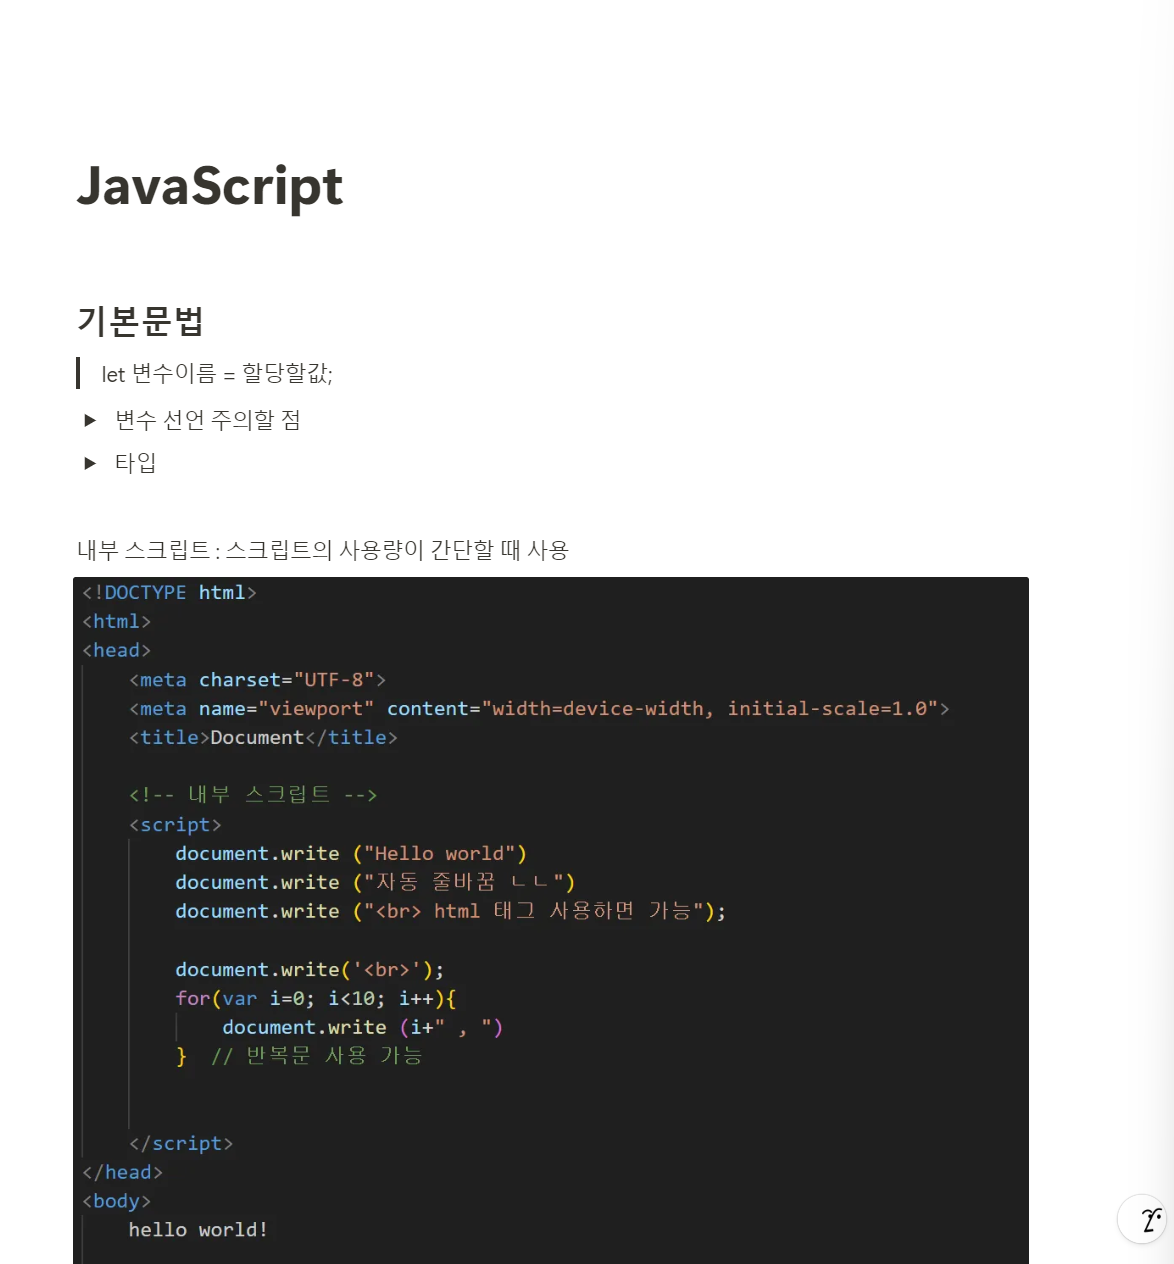 JavaScript
기본문법
let 변수이름 = 할당할값;
변수 선언 주의할 점
타입
내부 스크립트 : 스크립트의 사용량이 간단할 때 사용
<!DOCTYPE html>
<html>
<head>
<meta charset="UTF-8">
<meta name="viewport" content="width=device-width, initial-scale=1.0">
<title>Document</title>
<!-- 내부 스크립트 -->
<script>
document.write ("Hello world")
document.write ("자동 줄바꿈 ㄴㄴ")
document.write ("<br> html 태그 사용하면 가능");
document.write('<br>');
for(var i=0; i<10; i++){
document.write (i+" , ")
} // 반복문 사용 가능
</script>
</head>
<body>
hello world!